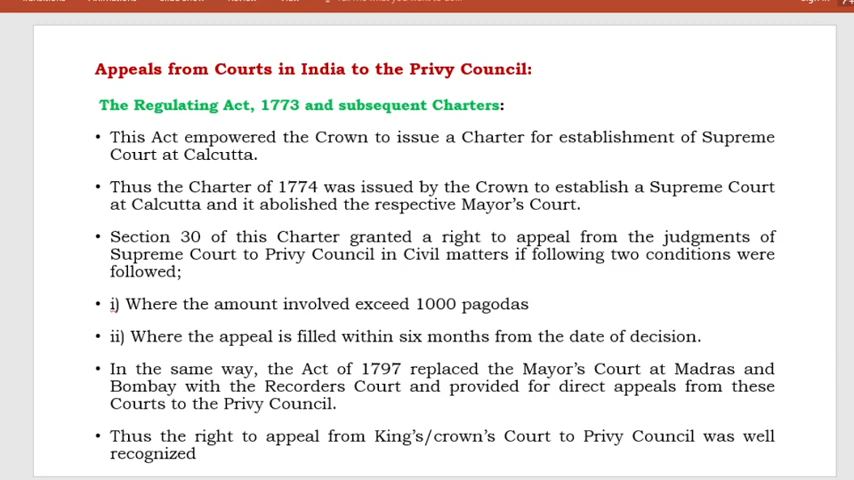 Appeals from Courts in India to the Privy Council:
The Regulating Act, 1773 and subsequent Charters:
• This Act empowered the Crown to issue a Charter for establishment of Supreme
Court at Calcutta.
• Thus the Charter of 1774 was issued by the Crown to establish a Supreme Court
at Calcutta and it abolished the respective Mayor's Court.
• Section 30 of this Charter granted a right to appeal from the judgments of
Supreme Court to Privy Council in Civil matters if following two conditions were
followed;
• i) Where the amount involved exceed 1000 pagodas
• ii) Where the appeal is filled within six months from the date of decision.
• In the same way, the Act of 1797 replaced the Mayor's Court at Madras and
Bombay with the Recorders Court and provided for direct appeals from these
Courts to the Privy Council.
• Thus the right to appeal from King's/crown's Court to Privy Council was well
recognized